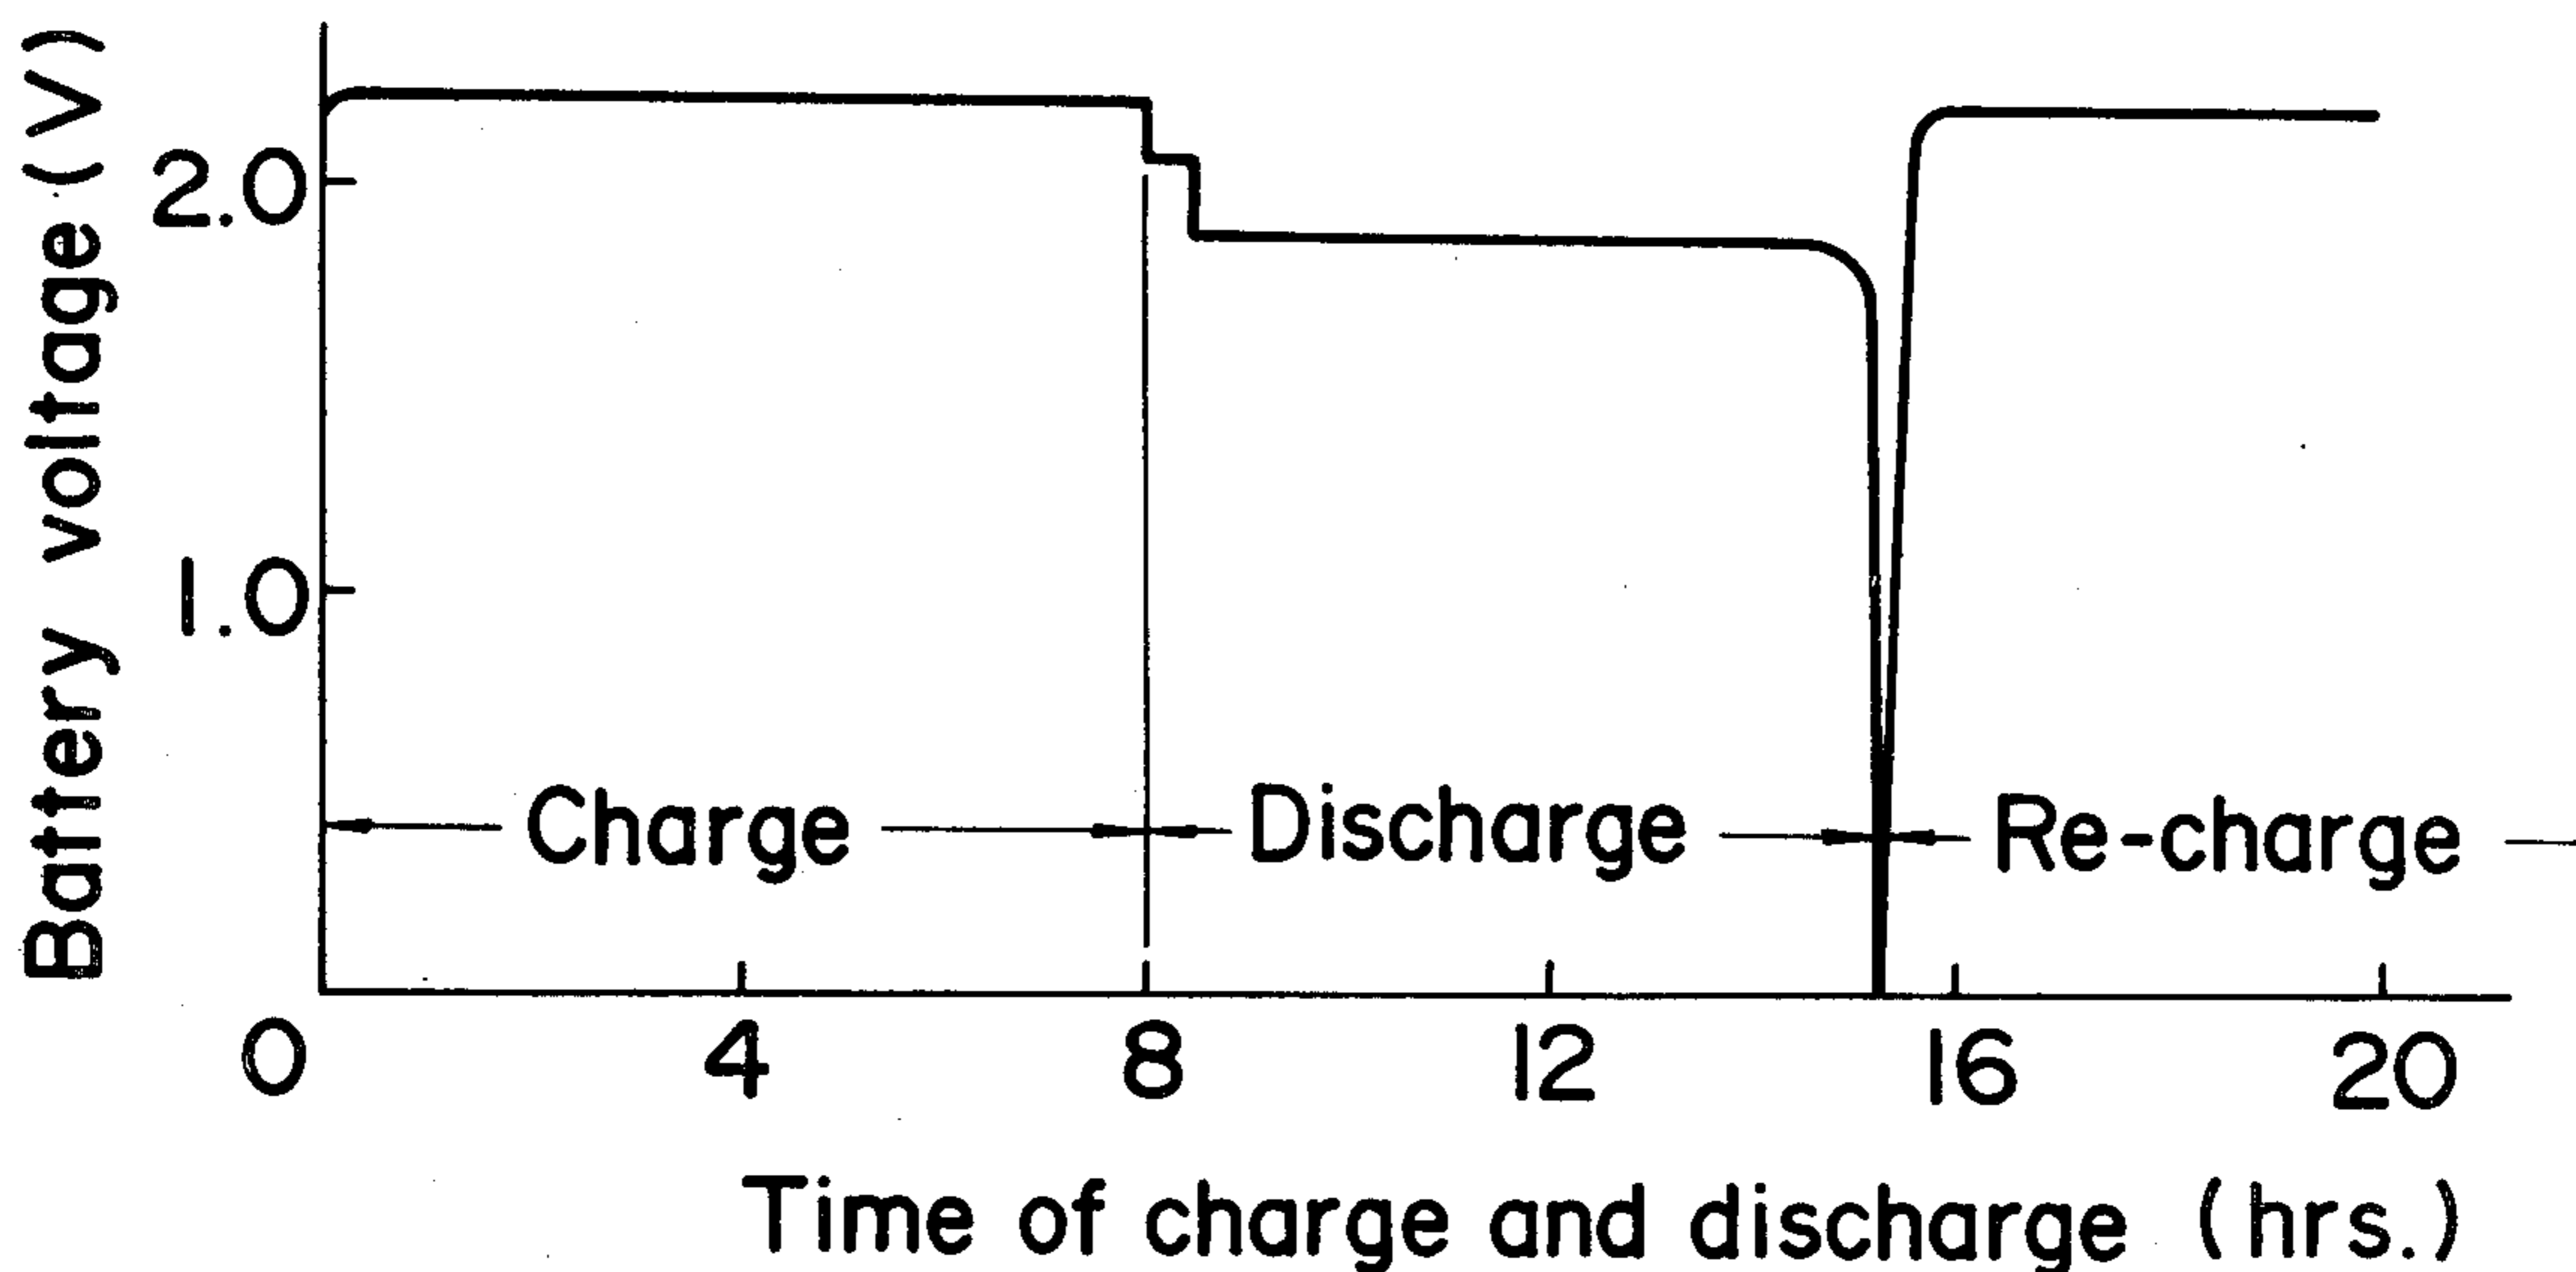 Battery voltage (V)
2.0
1.0
Charge Discharge Re-charge
0 4 8 12 16 20
Time of charge and discharge (hrs.)